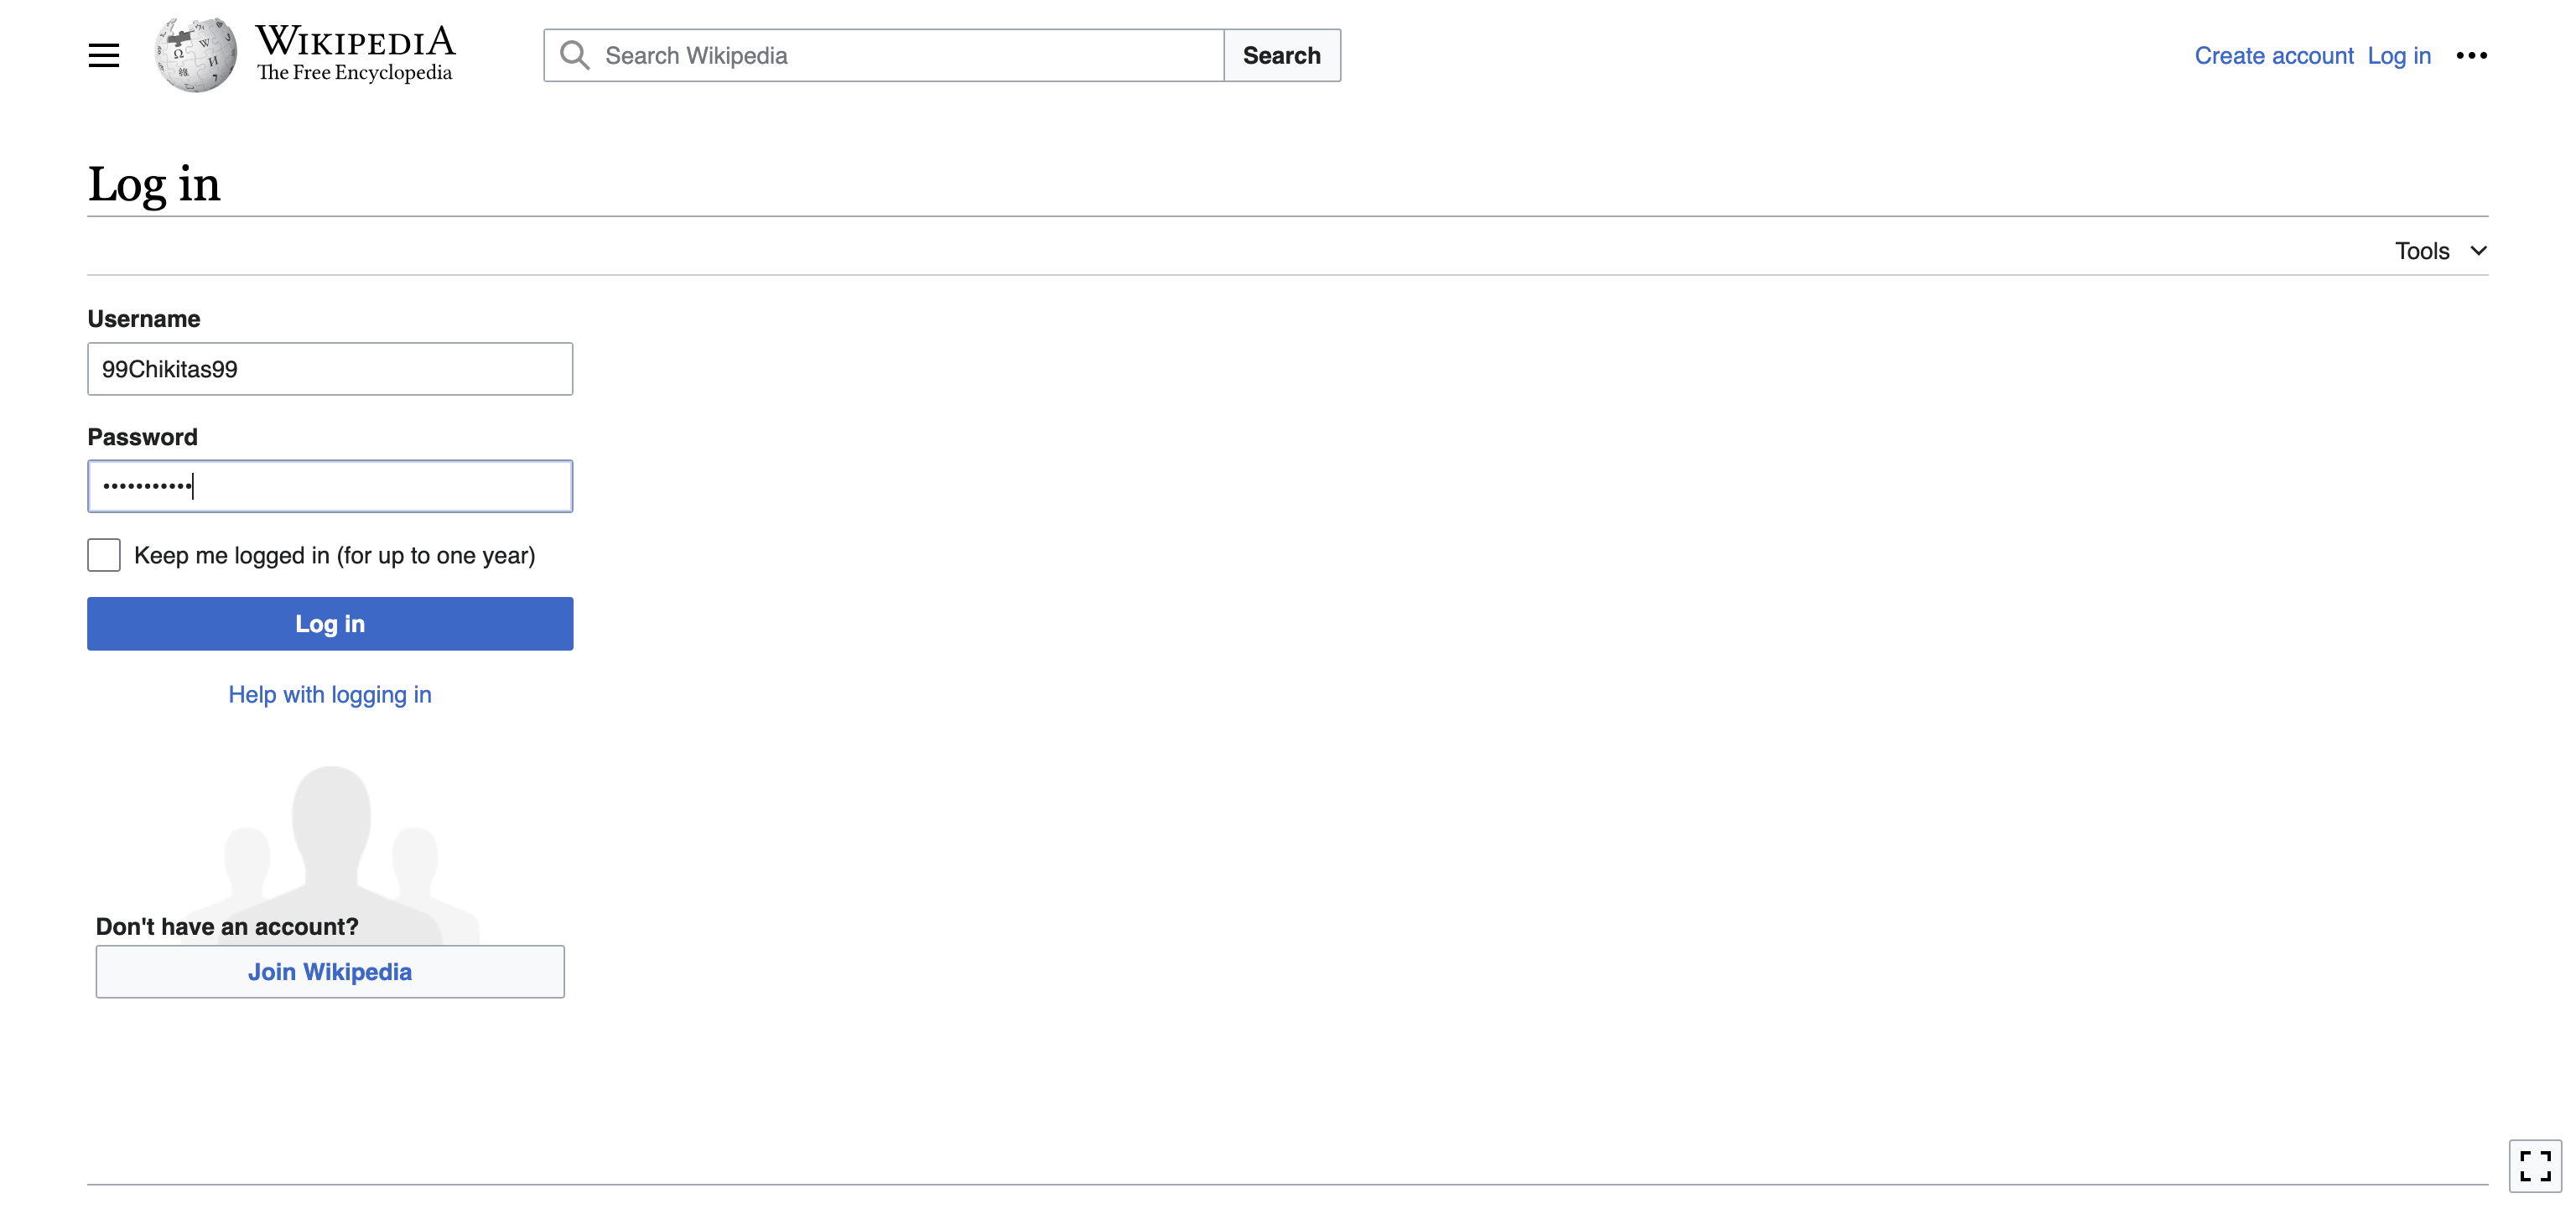 WIKIPEDIA
The Free Encyclopedia
Search Wikipedia
Search
Create account Log in
Log in
Tools
Username
99Chikitas99
Password
•••••••••••
Keep me logged in (for up to one year)
Log in
Help with logging in
Don't have an account?
Join Wikipedia